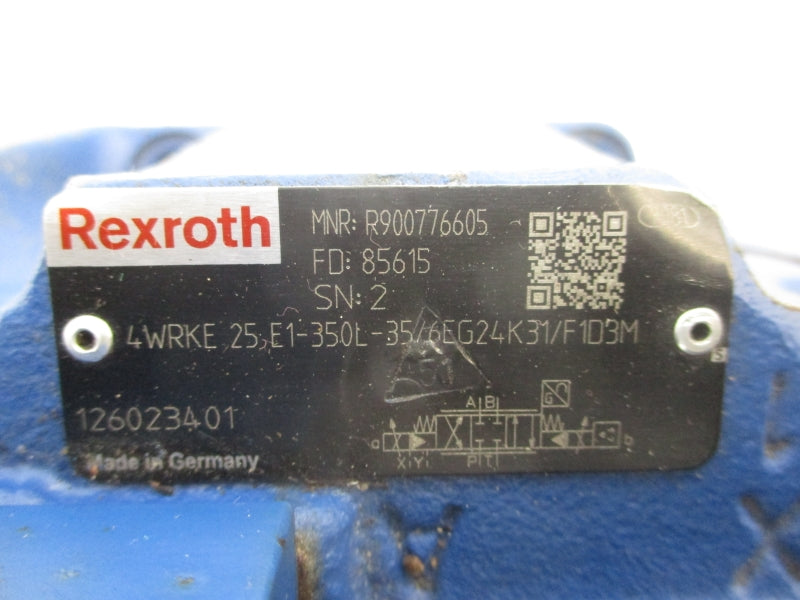 Rexroth
MNR: R900776605
FD: 85615
SN: 2
4WRKE 25 E1-350L-35/6EG24K31/F1D3M
126023401
A B
G
a
b
X Y
P T
Made in Germany